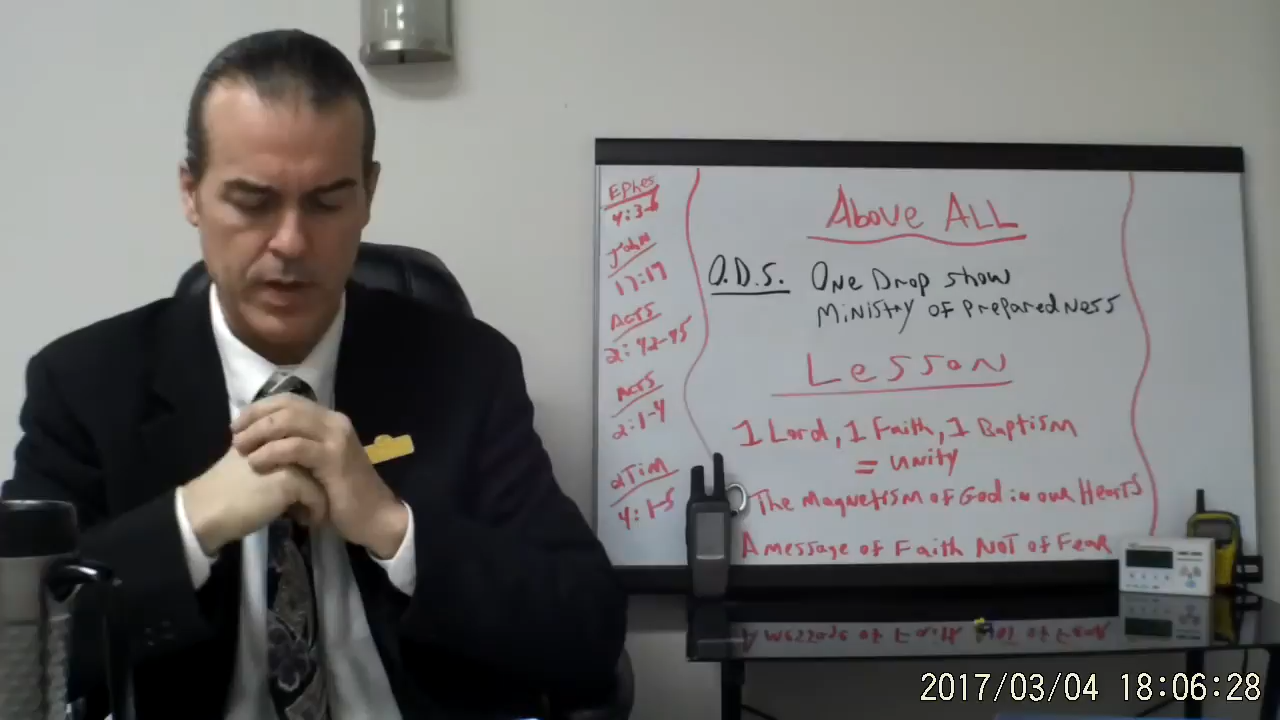 Ephes
4:3-6
John
17:17
Acts
2:42-45
Acts
2:1-4
2Tim
4:1-5
Above ALL
O.D.S. One Drop show
Ministry of Preparedness
Lesson
1 Lord, 1 Faith, 1 Baptism
= unity
The Magnetism of God in our Hearts
A message of Faith Not of Fear
2017/03/04 18:06:28